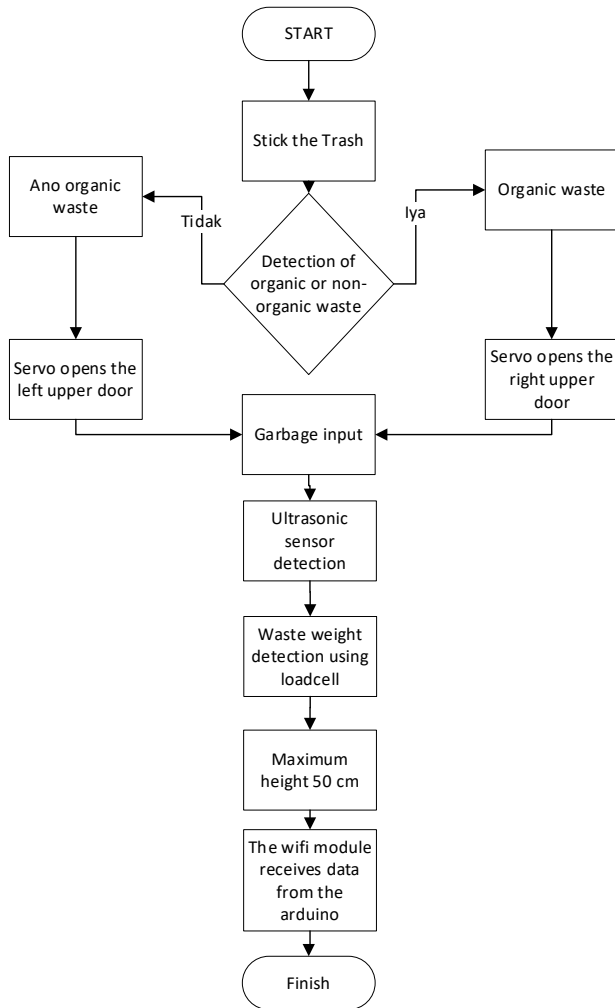 START
Stick the Trash
Ano organic
waste
Organic waste
Tidak
Iya
Detection of
organic or non-
organic waste
Servo opens the
left upper door
Servo opens the
right upper
door
Garbage input
Ultrasonic
sensor
detection
Waste weight
detection using
loadcell
Maximum
height 50 cm
The wifi module
receives data
from the
arduino
Finish